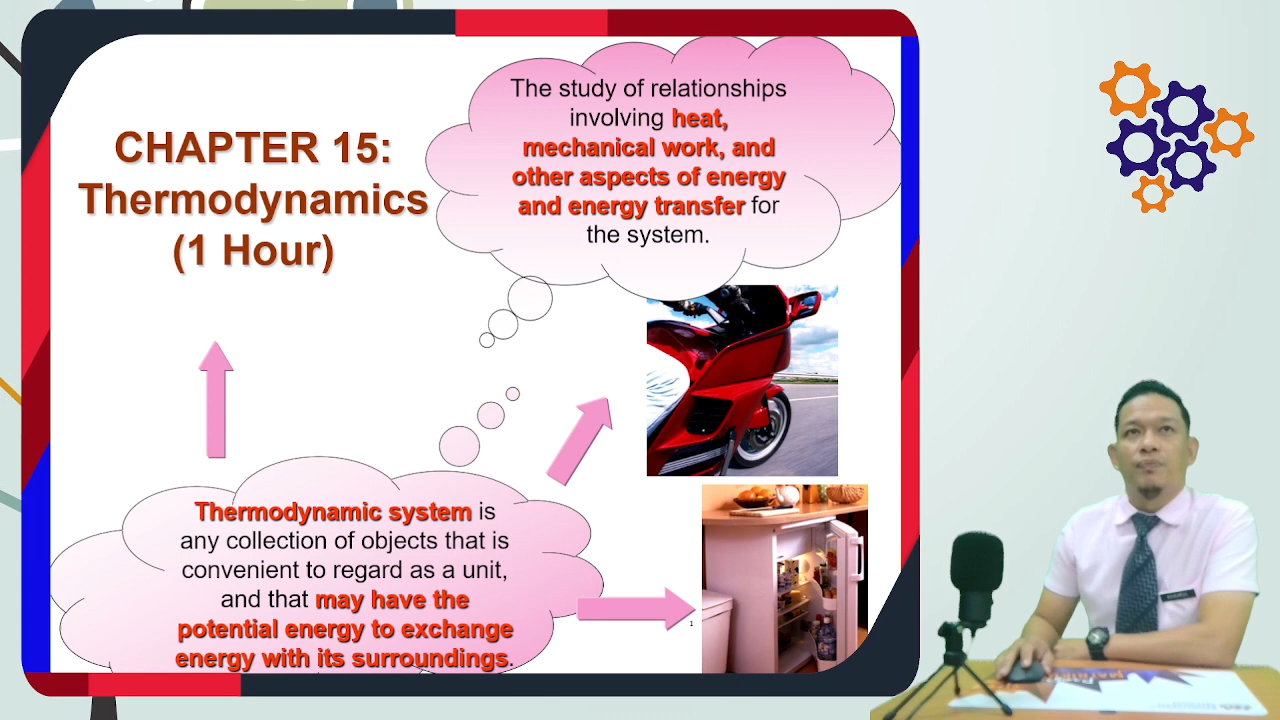 CHAPTER 15:
Thermodynamics
(1 Hour)
The study of relationships
involving heat,
mechanical work, and
other aspects of energy
and energy transfer for
the system.
Thermodynamic system is
any collection of objects that is
convenient to regard as a unit,
and that may have the
potential energy to exchange
energy with its surroundings.
1